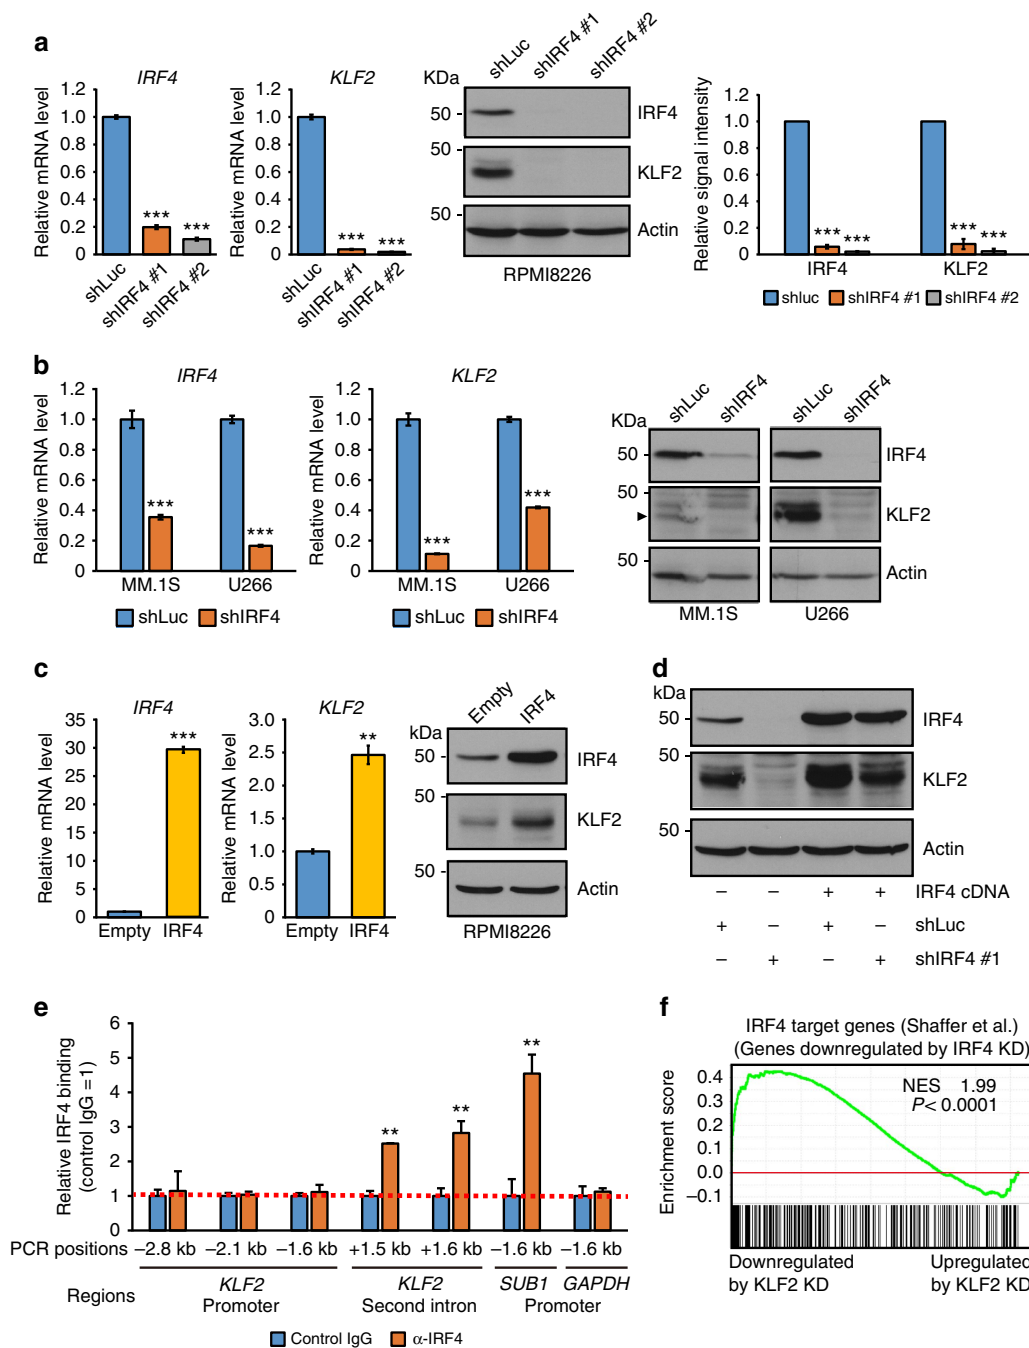 a
IRF4
Relative mRNA level
1.2
1.0
0.8
0.6
0.4
0.2
0
***
***
shLuc
shIRF4 #1
shIRF4 #2
KLF2
Relative mRNA level
1.2
1.0
0.8
0.6
0.4
0.2
0
***
***
shLuc
shIRF4 #1
shIRF4 #2
KDa
shLuc
shIRF4 #1
shIRF4 #2
50
IRF4
50
KLF2
50
Actin
RPMI8226
Relative signal intensity
1.2
1.0
0.8
0.6
0.4
0.2
0
***
***
***
***
IRF4
KLF2
shluc
shIRF4 #1
shIRF4 #2
b
IRF4
Relative mRNA level
1.2
1.0
0.8
0.6
0.4
0.2
0
***
***
MM.1S
U266
shLuc
shIRF4
KLF2
Relative mRNA level
1.2
1.0
0.8
0.6
0.4
0.2
0
***
***
MM.1S
U266
shLuc
shIRF4
KDa
shLuc
shIRF4
shLuc
shIRF4
50
IRF4
50
KLF2
50
Actin
MM.1S
U266
c
IRF4
Relative mRNA level
35
30
25
20
15
10
5
0
***
Empty
IRF4
KLF2
Relative mRNA level
3.0
2.5
2.0
1.5
1.0
0.5
0
**
Empty
IRF4
kDa
Empty
IRF4
50
IRF4
50
KLF2
50
Actin
RPMI8226
d
kDa
50
IRF4
50
KLF2
50
Actin
– – + + IRF4 cDNA
+ – + – shLuc
– + – + shIRF4 #1
e
Relative IRF4 binding
(control IgG = 1)
6
5
4
3
2
1
0
**
**
**
PCR positions –2.8 kb –2.1 kb –1.6 kb +1.5 kb +1.6 kb –1.6 kb –1.6 kb
Regions
KLF2
Promoter
KLF2
Second intron
SUB1 GAPDH
Promoter
Control IgG
α-IRF4
f
IRF4 target genes (Shaffer et al.)
(Genes downregulated by IRF4 KD)
Enrichment score
0.4
0.3
0.2
0.1
0.0
–0.1
NES 1.99
P< 0.0001
Downregulated
by KLF2 KD
Upregulated
by KLF2 KD